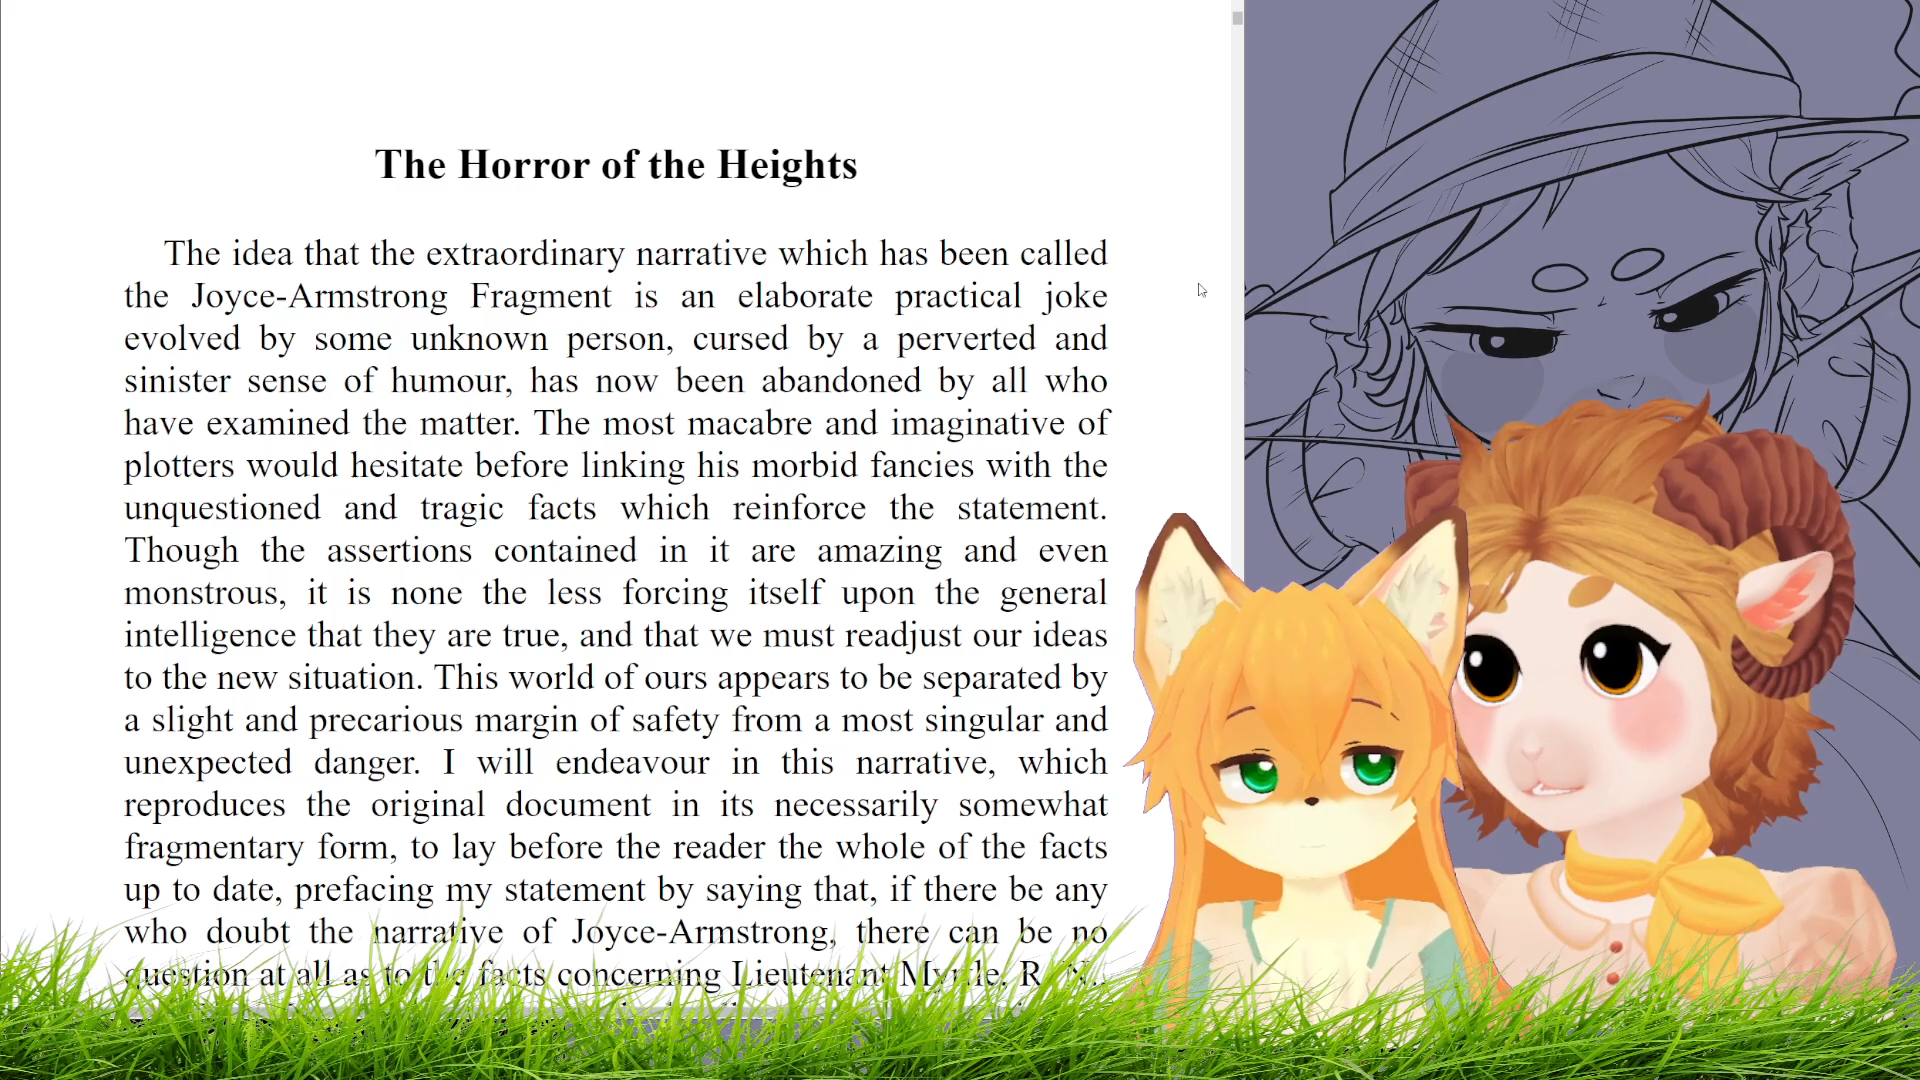 The Horror of the Heights
The idea that the extraordinary narrative which has been called
the Joyce-Armstrong Fragment is an elaborate practical joke
evolved by some unknown person, cursed by a perverted and
sinister sense of humour, has now been abandoned by all who
have examined the matter. The most macabre and imaginative of
plotters would hesitate before linking his morbid fancies with the
unquestioned and tragic facts which reinforce the statement.
Though the assertions contained in it are amazing and even
monstrous, it is none the less forcing itself upon the general
intelligence that they are true, and that we must readjust our ideas
to the new situation. This world of ours appears to be separated by
a slight and precarious margin of safety from a most singular and
unexpected danger. I will endeavour in this narrative, which
reproduces the original document in its necessarily somewhat
fragmentary form, to lay before the reader the whole of the facts
up to date, prefacing my statement by saying that, if there be any
who doubt the narrative of Joyce-Armstrong, there can be no
question at all as to the facts concerning Lieutenant Myrtle, R. N.,